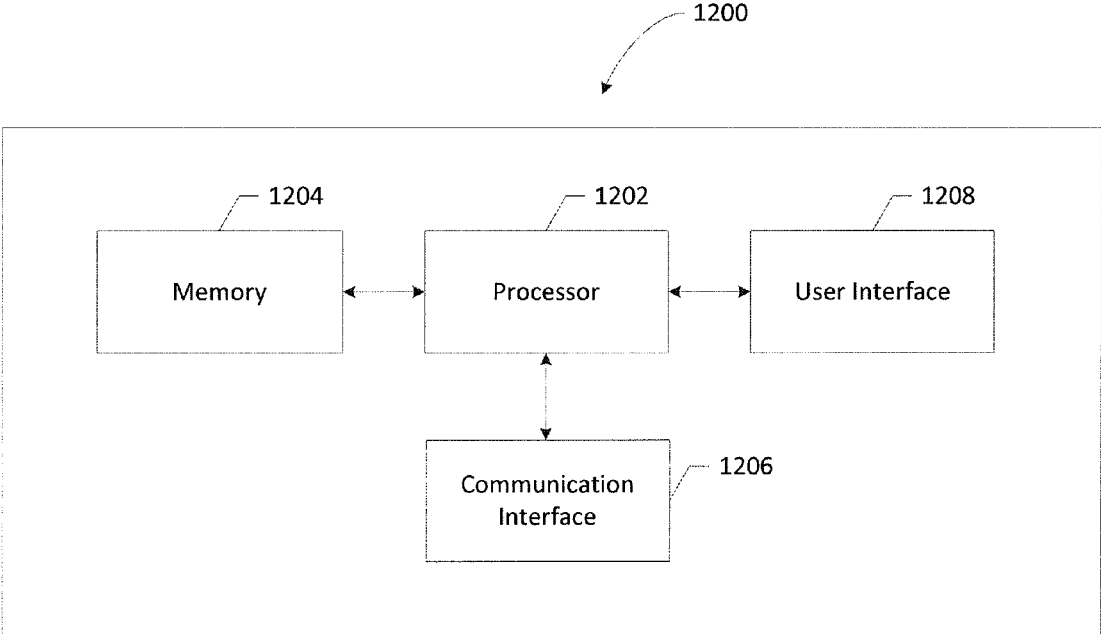 1200
1204
1202
1208
Memory
Processor
User Interface
1206
Communication
Interface